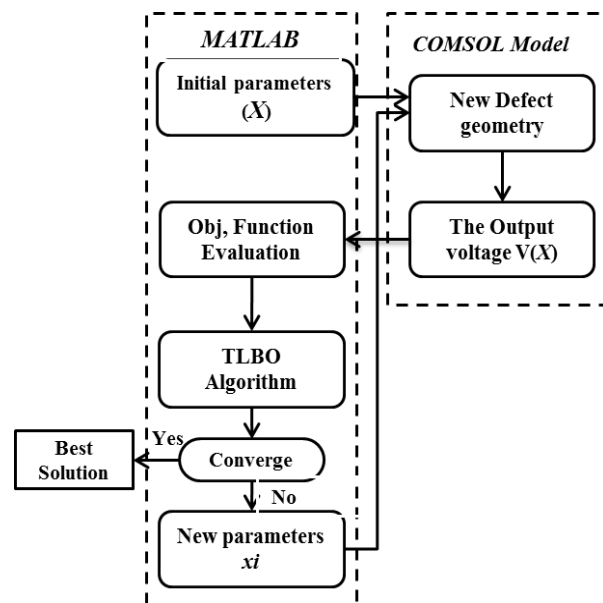 MATLAB
Initial parameters
(X)
COMSOL Model
New Defect
geometry
The Output
voltage V(X)
Obj, Function
Evaluation
TLBO
Algorithm
Converge
Yes
Best
Solution
No
New parameters
xi